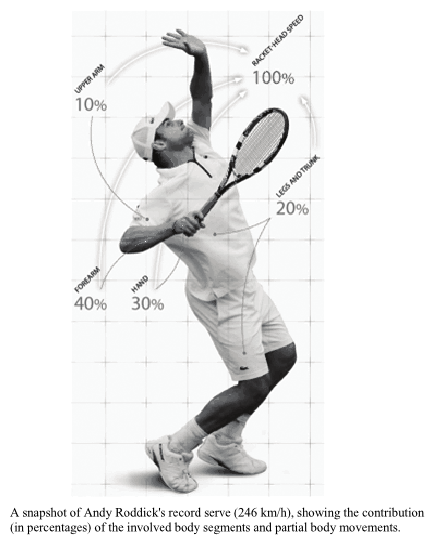 RACKET-HEAD SPEED
100%
UPPER ARM
10%
LEGS AND TRUNK
20%
FOREARM
40%
HAND
30%
A snapshot of Andy Roddick's record serve (246 km/h), showing the contribution
(in percentages) of the involved body segments and partial body movements.